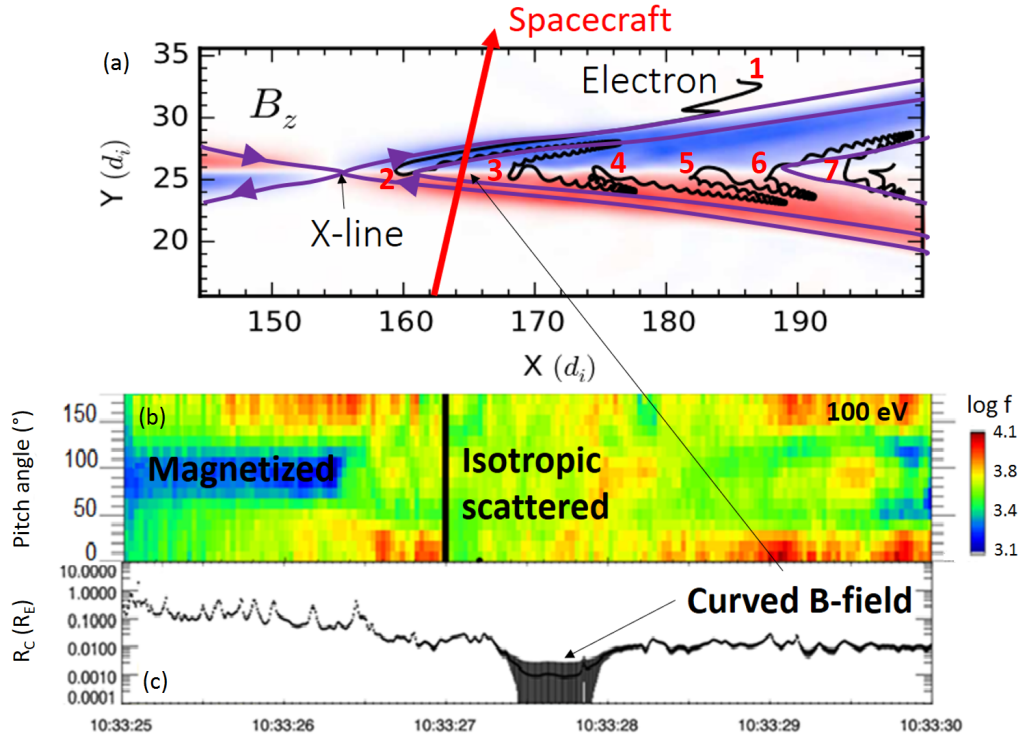 Spacecraft
(a)
35
30
25
20
Y (dᵢ)
B_z
Electron
1
2
3
4
5
6
7
X-line
150
160
170
180
190
X (dᵢ)
Pitch angle (°)
150
100
50
0
(b)
100 eV
Magnetized
Isotropic
scattered
log f
4.1
3.8
3.4
3.1
R_C (R_E)
10.0000
1.0000
0.1000
0.0100
0.0010
0.0001
(c)
Curved B-field
10:33:25
10:33:26
10:33:27
10:33:28
10:33:29
10:33:30